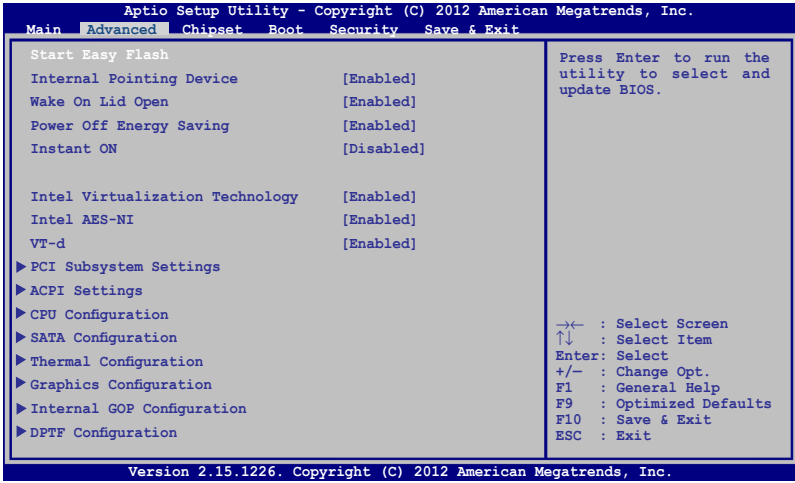 Aptio Setup Utility - Copyright (C) 2012 American Megatrends, Inc.
Main Advanced Chipset Boot Security Save & Exit
Start Easy Flash
Internal Pointing Device [Enabled]
Wake On Lid Open [Enabled]
Power Off Energy Saving [Enabled]
Instant ON [Disabled]
Intel Virtualization Technology [Enabled]
Intel AES-NI [Enabled]
VT-d [Enabled]
PCI Subsystem Settings
ACPI Settings
CPU Configuration
SATA Configuration
Thermal Configuration
Graphics Configuration
Internal GOP Configuration
DPTF Configuration
Press Enter to run the
utility to select and
update BIOS.
→← : Select Screen
↑↓ : Select Item
Enter: Select
+/— : Change Opt.
F1 : General Help
F9 : Optimized Defaults
F10 : Save & Exit
ESC : Exit
Version 2.15.1226. Copyright (C) 2012 American Megatrends, Inc.